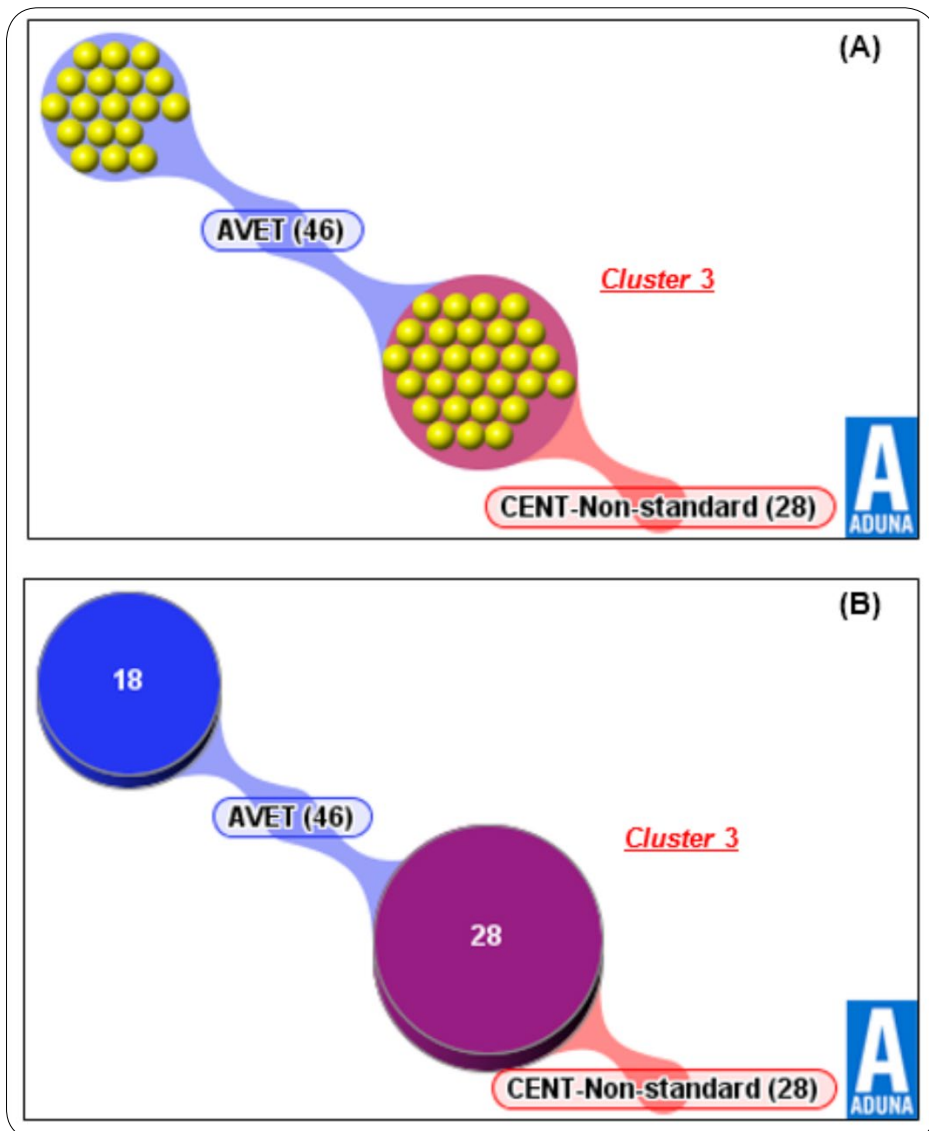 (A)
AVET (46)
Cluster 3
CENT-Non-standard (28)
A
ADUNA
(B)
18
AVET (46)
Cluster 3
28
CENT-Non-standard (28)
A
ADUNA